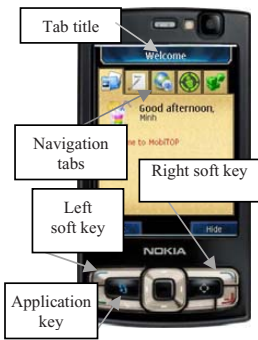 Tab title
Welcome
Good afternoon,
Minh
Navigation
tabs
me to MobiTOP
Right soft key
Left
soft key
Hide
NOKIA
Application
key